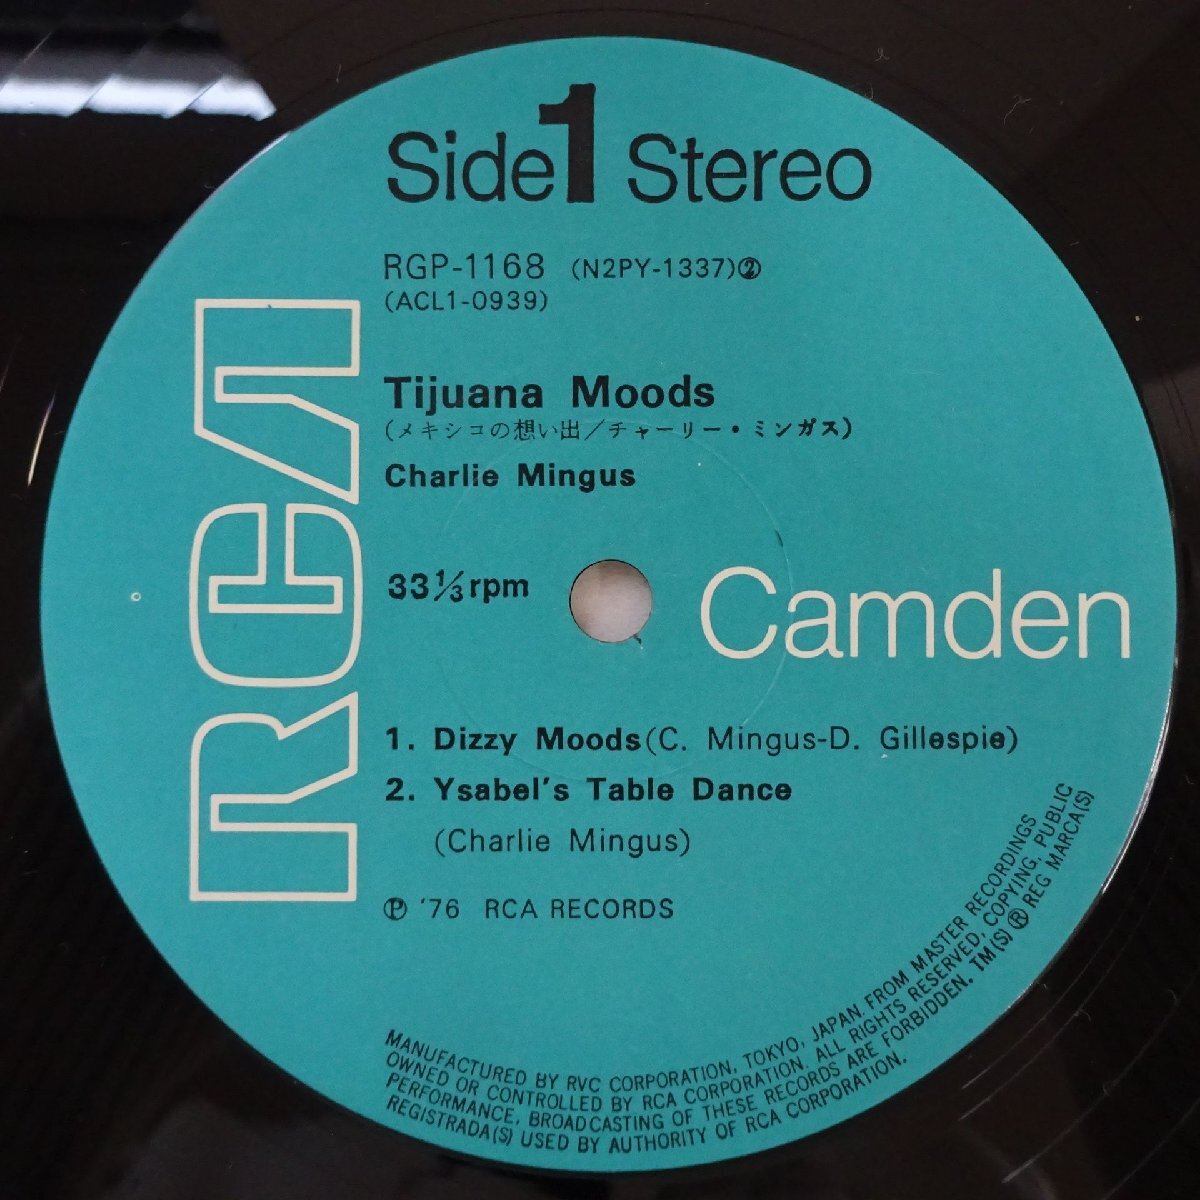 Side 1 Stereo
RGP-1168 (N2PY-1337)②
(ACL1-0939)
RCA
Tijuana Moods
(メキシコの想い出/チャーリー・ミンガス)
Charlie Mingus
33⅓rpm
Camden
1. Dizzy Moods(C. Mingus-D. Gillespie)
2. Ysabel's Table Dance
(Charlie Mingus)
Ⓟ '76 RCA RECORDS
MANUFACTURED BY RVC CORPORATION, TOKYO, JAPAN, FROM MASTER RECORDINGS
OWNED OR CONTROLLED BY RCA CORPORATION. ALL RIGHTS RESERVED, COPYING, PUBLIC
PERFORMANCE, BROADCASTING OF THESE RECORDS ARE FORBIDDEN. TM(S) ® REG MARCA(S)
REGISTRADA(S) USED BY AUTHORITY OF RCA CORPORATION.